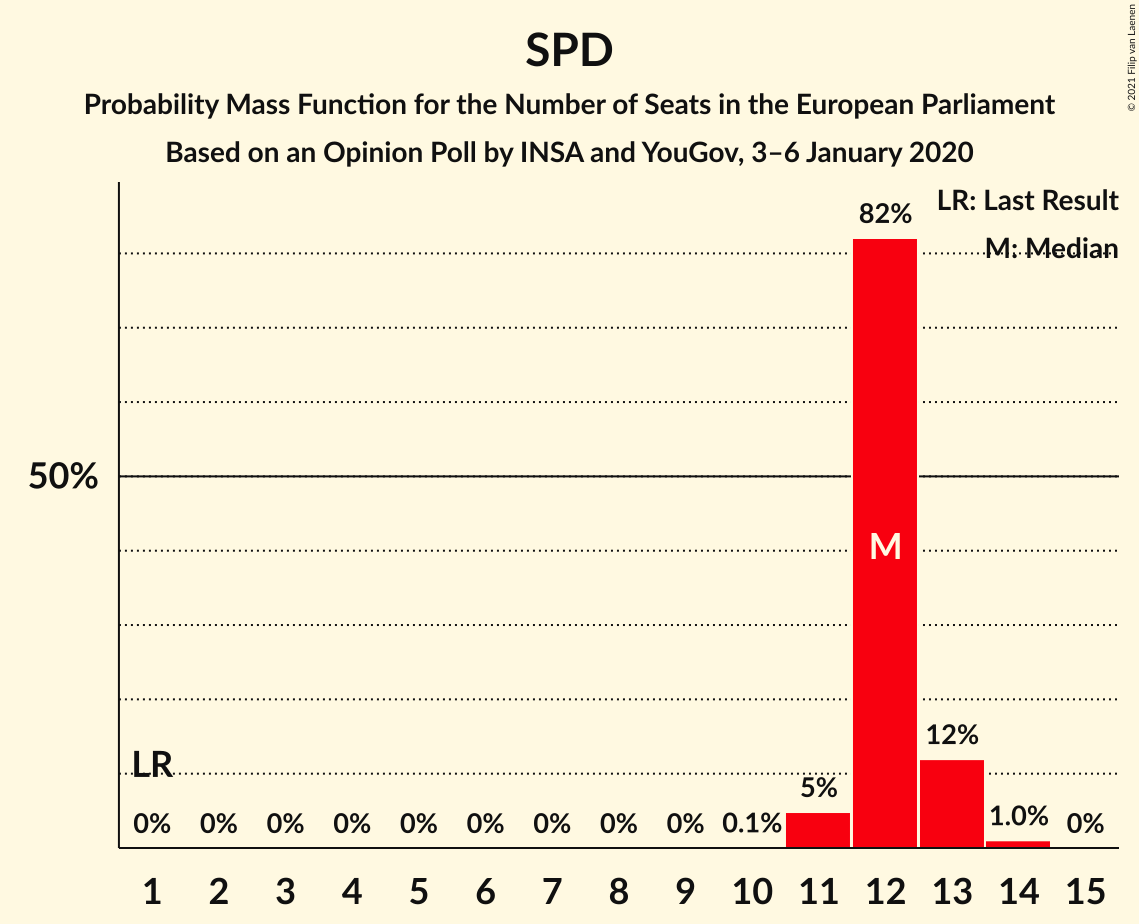 SPD
Probability Mass Function for the Number of Seats in the European Parliament
Based on an Opinion Poll by INSA and YouGov, 3–6 January 2020
© 2021 Filip van Laenen
LR: Last Result
M: Median
82%
50%
M
12%
LR
5%
0% 0% 0% 0% 0% 0% 0% 0% 0% 0.1% 1.0% 0%
1 2 3 4 5 6 7 8 9 10 11 12 13 14 15